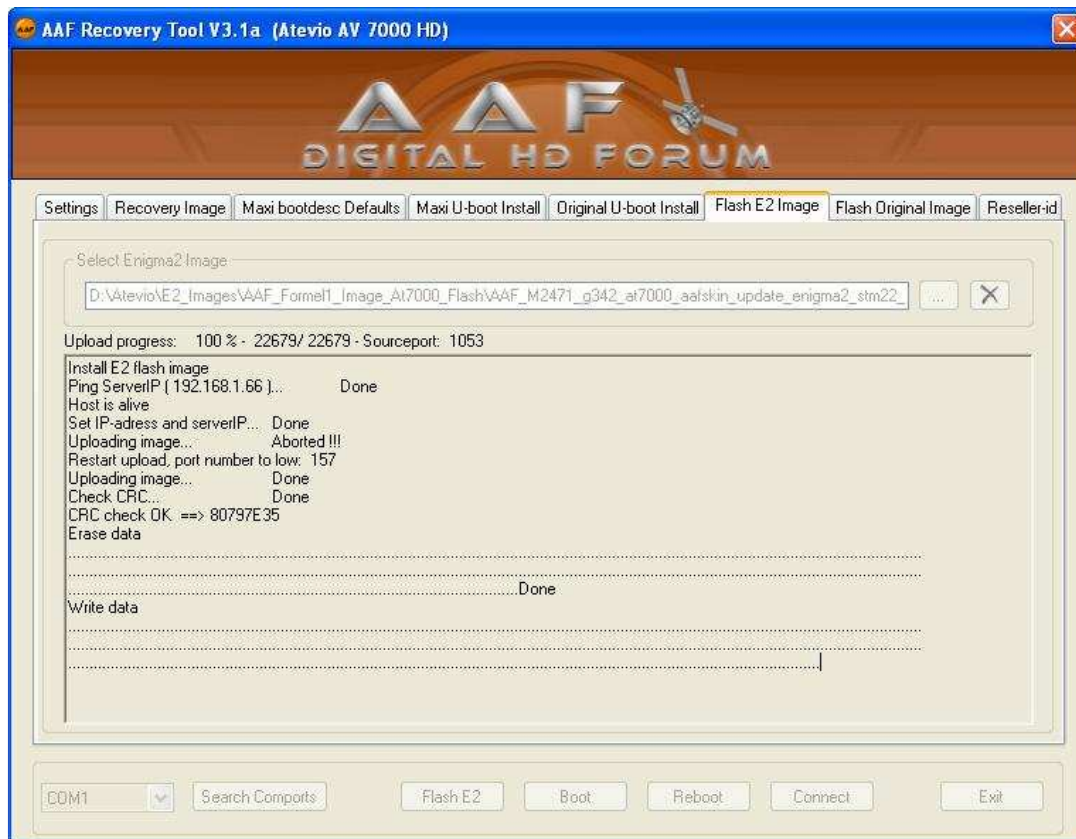 AAF Recovery Tool V3.1a (Atevio AV 7000 HD)
AAF
DIGITAL HD FORUM
Settings
Recovery Image
Maxi bootdesc Defaults
Maxi U-boot Install
Original U-boot Install
Flash E2 Image
Flash Original Image
Reseller-id
Select Enigma2 Image
D:\Atevio\E2_Images\AAF_Formel1_Image_At7000_Flash\AAF_M2471_g342_at7000_aafskin_update_enigma2_stm22_
...
Upload progress: 100 % - 22679/ 22679 - Sourceport: 1053
Install E2 flash image
Ping ServerIP ( 192.168.1.66 )... Done
Host is alive
Set IP-adress and serverIP... Done
Uploading image... Aborted !!!
Restart upload, port number to low: 157
Uploading image... Done
Check CRC... Done
CRC check OK ==> 80797E35
Erase data
Done
Write data
COM1
Search Comports
Flash E2
Boot
Reboot
Connect
Exit